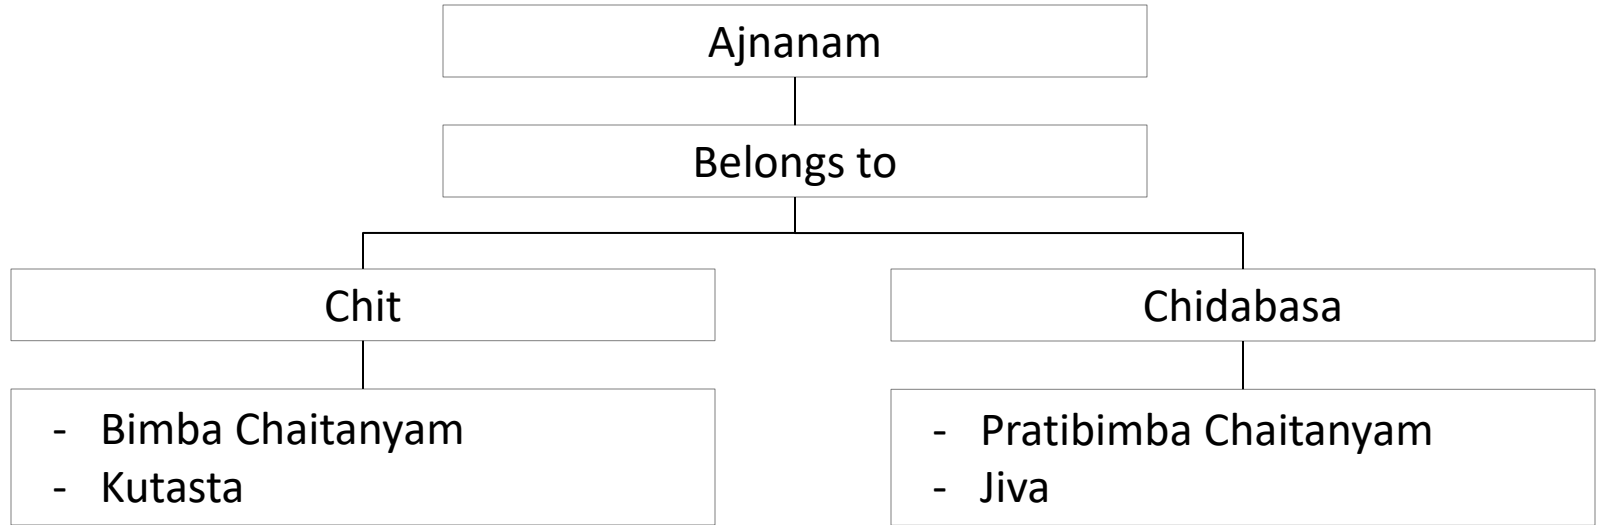 Ajnanam
Belongs to
Chit
Chidabasa
- Bimba Chaitanyam
- Kutasta
- Pratibimba Chaitanyam
- Jiva